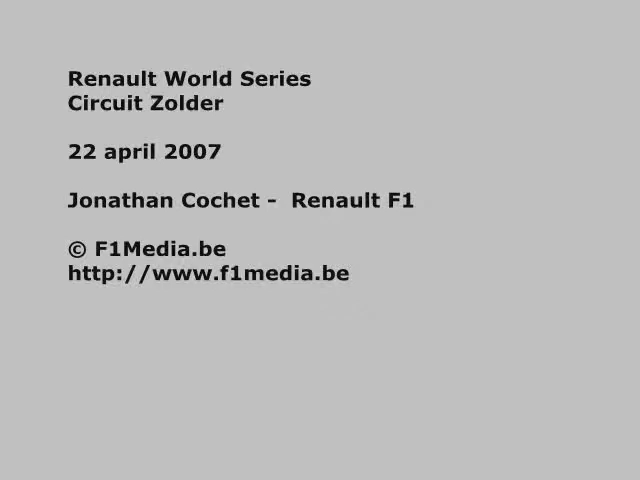 Renault World Series
Circuit Zolder
22 april 2007
Jonathan Cochet - Renault F1
© F1Media.be
http://www.f1media.be